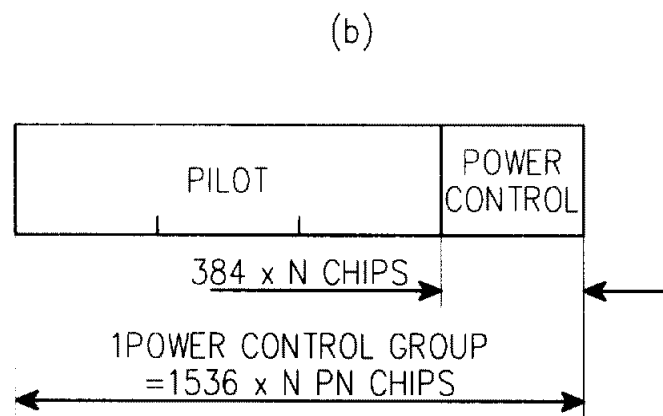 (b)
PILOT
POWER
CONTROL
384 x N CHIPS
1POWER CONTROL GROUP
=1536 x N PN CHIPS